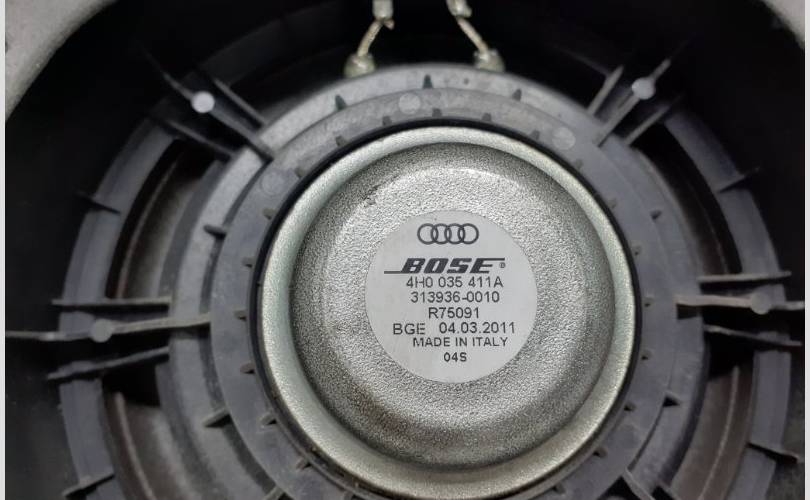 BOSE®
4H0 035 411A
313936-0010
R75091
BGE 04.03.2011
MADE IN ITALY
04S